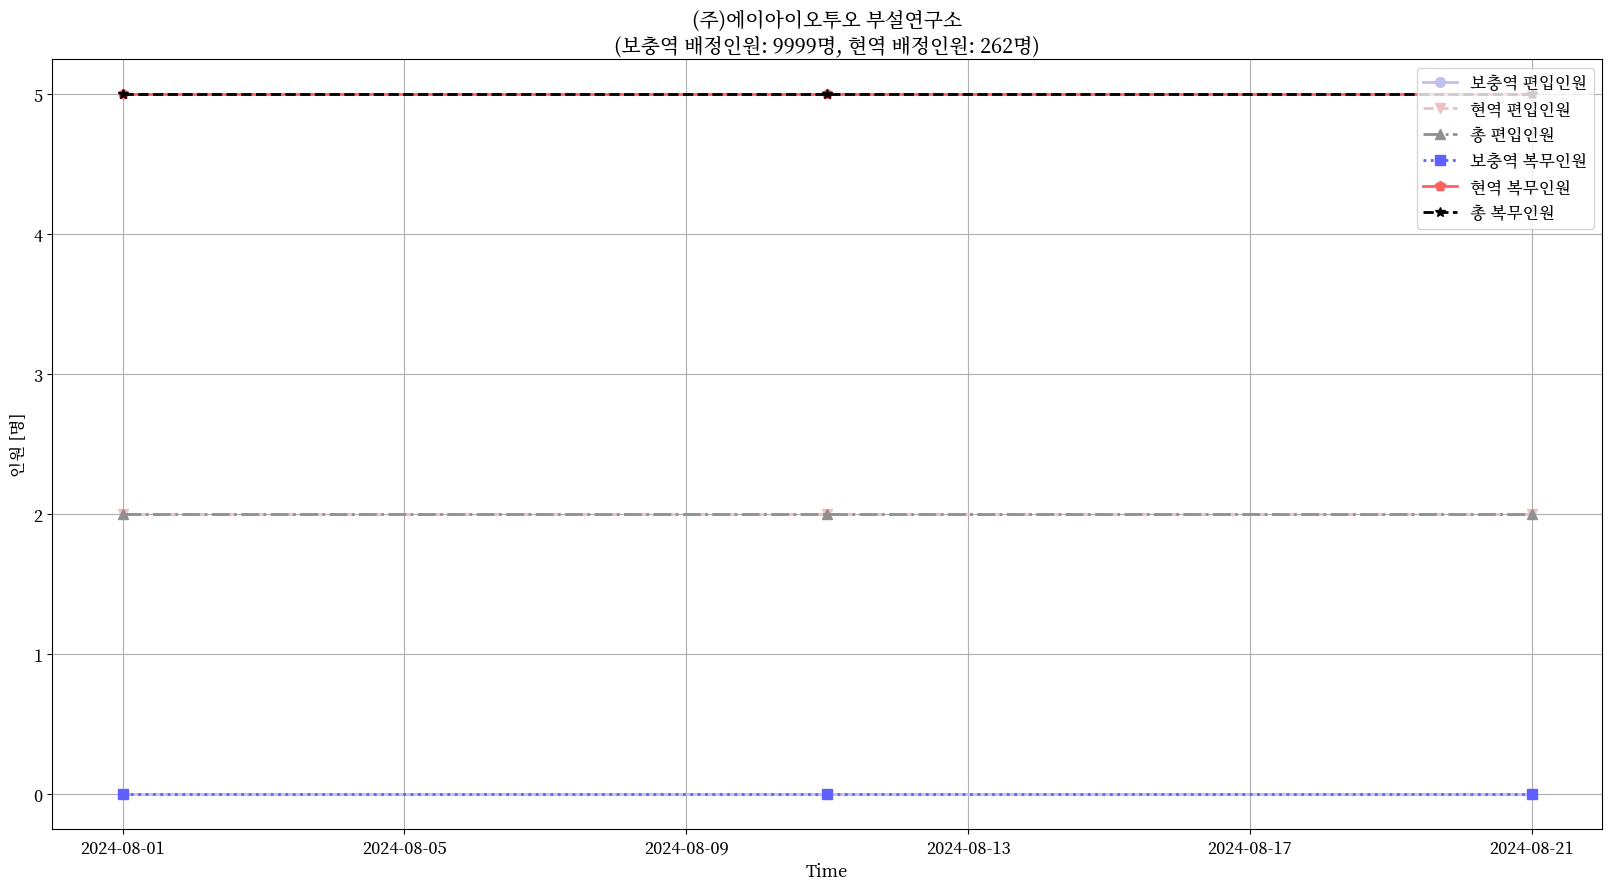 (주)에이아이오투오 부설연구소
(보충역 배정인원: 9999명, 현역 배정인원: 262명)
보충역 편입인원
현역 편입인원
총 편입인원
보충역 복무인원
현역 복무인원
총 복무인원
5
4
3
2
1
0
인원 [명]
2024-08-01 2024-08-05 2024-08-09 2024-08-13 2024-08-17 2024-08-21
Time